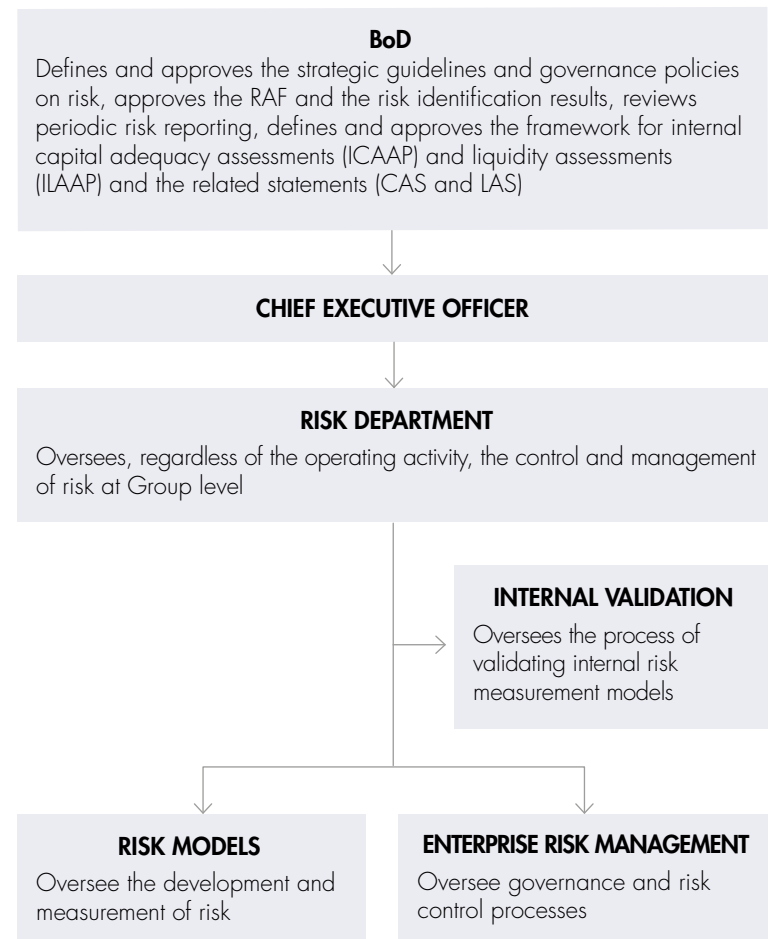 BoD
Defines and approves the strategic guidelines and governance policies
on risk, approves the RAF and the risk identification results, reviews
periodic risk reporting, defines and approves the framework for internal
capital adequacy assessments (ICAAP) and liquidity assessments
(ILAAP) and the related statements (CAS and LAS)
CHIEF EXECUTIVE OFFICER
RISK DEPARTMENT
Oversees, regardless of the operating activity, the control and management
of risk at Group level
INTERNAL VALIDATION
Oversees the process of
validating internal risk
measurement models
RISK MODELS
Oversee the development and
measurement of risk
ENTERPRISE RISK MANAGEMENT
Oversee governance and risk
control processes